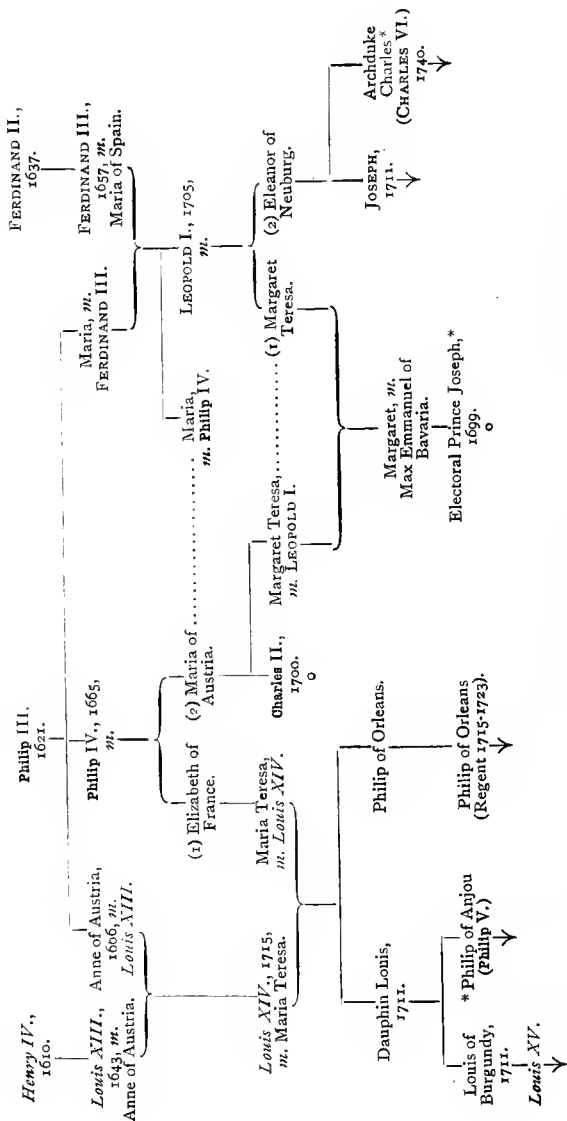 Henry IV.,
1610.
Louis XIII.,
1643, m.
Anne of Austria.
Philip III.
1621.
Anne of Austria,
1606, m.
Louis XIII.
Philip IV., 1665,
m.
Maria, m.
FERDINAND III.
FERDINAND II.,
1637.
FERDINAND III.,
1657, m.
Maria of Spain.
(1) Elizabeth of
France.
(2) Maria of
Austria.
Maria,
m. Philip IV.
LEOPOLD I., 1705,
m.
Louis XIV., 1715,
m. Maria Teresa.
Maria Teresa,
m. Louis XIV.
Charles II.,
1700.
Margaret Teresa,
m. LEOPOLD I.
(1) Margaret
Teresa.
(2) Eleanor of
Neuburg.
Dauphin Louis,
1711.
Philip of Orleans.
Margaret, m.
Max Emmanuel of
Bavaria.
JOSEPH,
1711.
Archduke
Charles*
(CHARLES VI.)
1740.
Louis of
Burgundy,
1711.
* Philip of Anjou
(Philip V.)
Philip of Orleans
(Regent 1715-1723).
Electoral Prince Joseph,*
1699.
Louis XV.